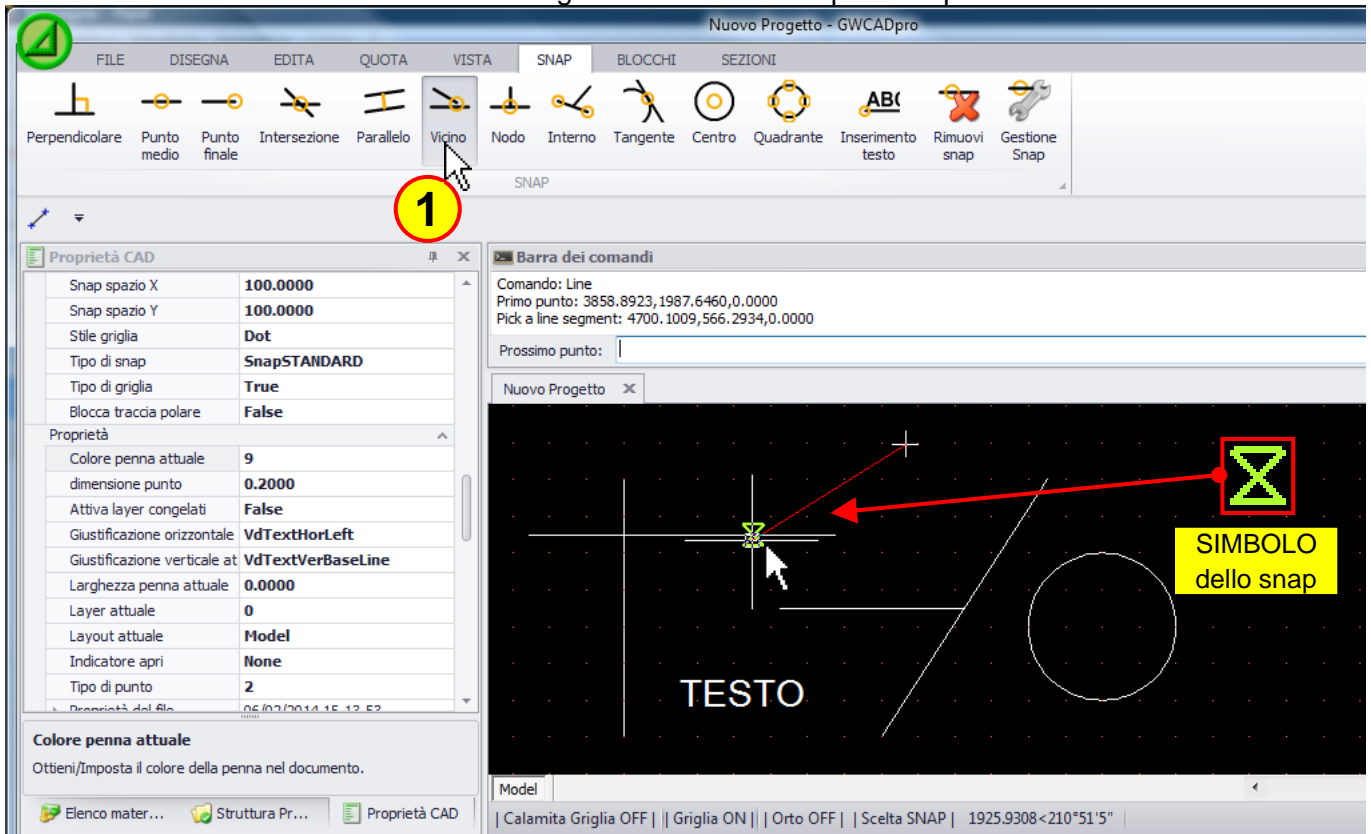 Nuovo Progetto - GWCADpro
FILE DISEGNA EDITA QUOTA VISTA SNAP BLOCCHI SEZIONI
Perpendicolare Punto medio Punto finale Intersezione Parallelo Vicino Nodo Interno Tangente Centro Quadrante Inserimento testo Rimuovi snap Gestione Snap
SNAP
1
Proprietà CAD
Snap spazio X 100.0000
Snap spazio Y 100.0000
Stile griglia Dot
Tipo di snap SnapSTANDARD
Tipo di griglia True
Blocca traccia polare False
Proprietà
Colore penna attuale 9
dimensione punto 0.2000
Attiva layer congelati False
Giustificazione orizzontale VdTextHorLeft
Giustificazione verticale at VdTextVerBaseLine
Larghezza penna attuale 0.0000
Layer attuale 0
Layout attuale Model
Indicatore apri None
Tipo di punto 2
Colore penna attuale
Ottieni/Imposta il colore della penna nel documento.
Elenco mater... Struttura Pr... Proprietà CAD
Barra dei comandi
Comando: Line
Primo punto: 3858.8923,1987.6460,0.0000
Pick a line segment: 4700.1009,566.2934,0.0000
Prossimo punto:
Nuovo Progetto
SIMBOLO
dello snap
TESTO
Model
| Calamita Griglia OFF | | Griglia ON | | Orto OFF | | Scelta SNAP | 1925.9308<210°51'5"